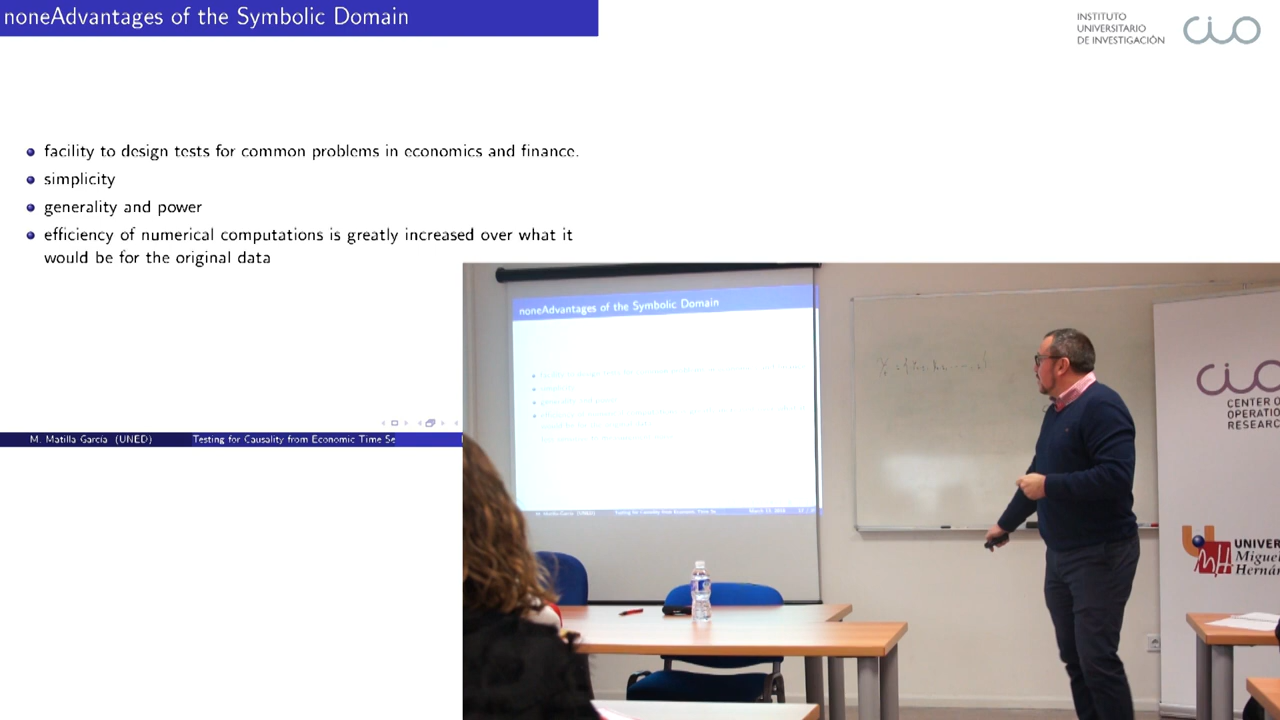 noneAdvantages of the Symbolic Domain
INSTITUTO
UNIVERSITARIO
DE INVESTIGACIÓN
cio
facility to design tests for common problems in economics and finance.
simplicity
generality and power
efficiency of numerical computations is greatly increased over what it
would be for the original data
M. Matilla García (UNED) Testing for Causality from Economic Time Se
noneAdvantages of the Symbolic Domain
cio
CENTER O
OPERATIO
RESEARC
UNIVER
Migue
Hernán